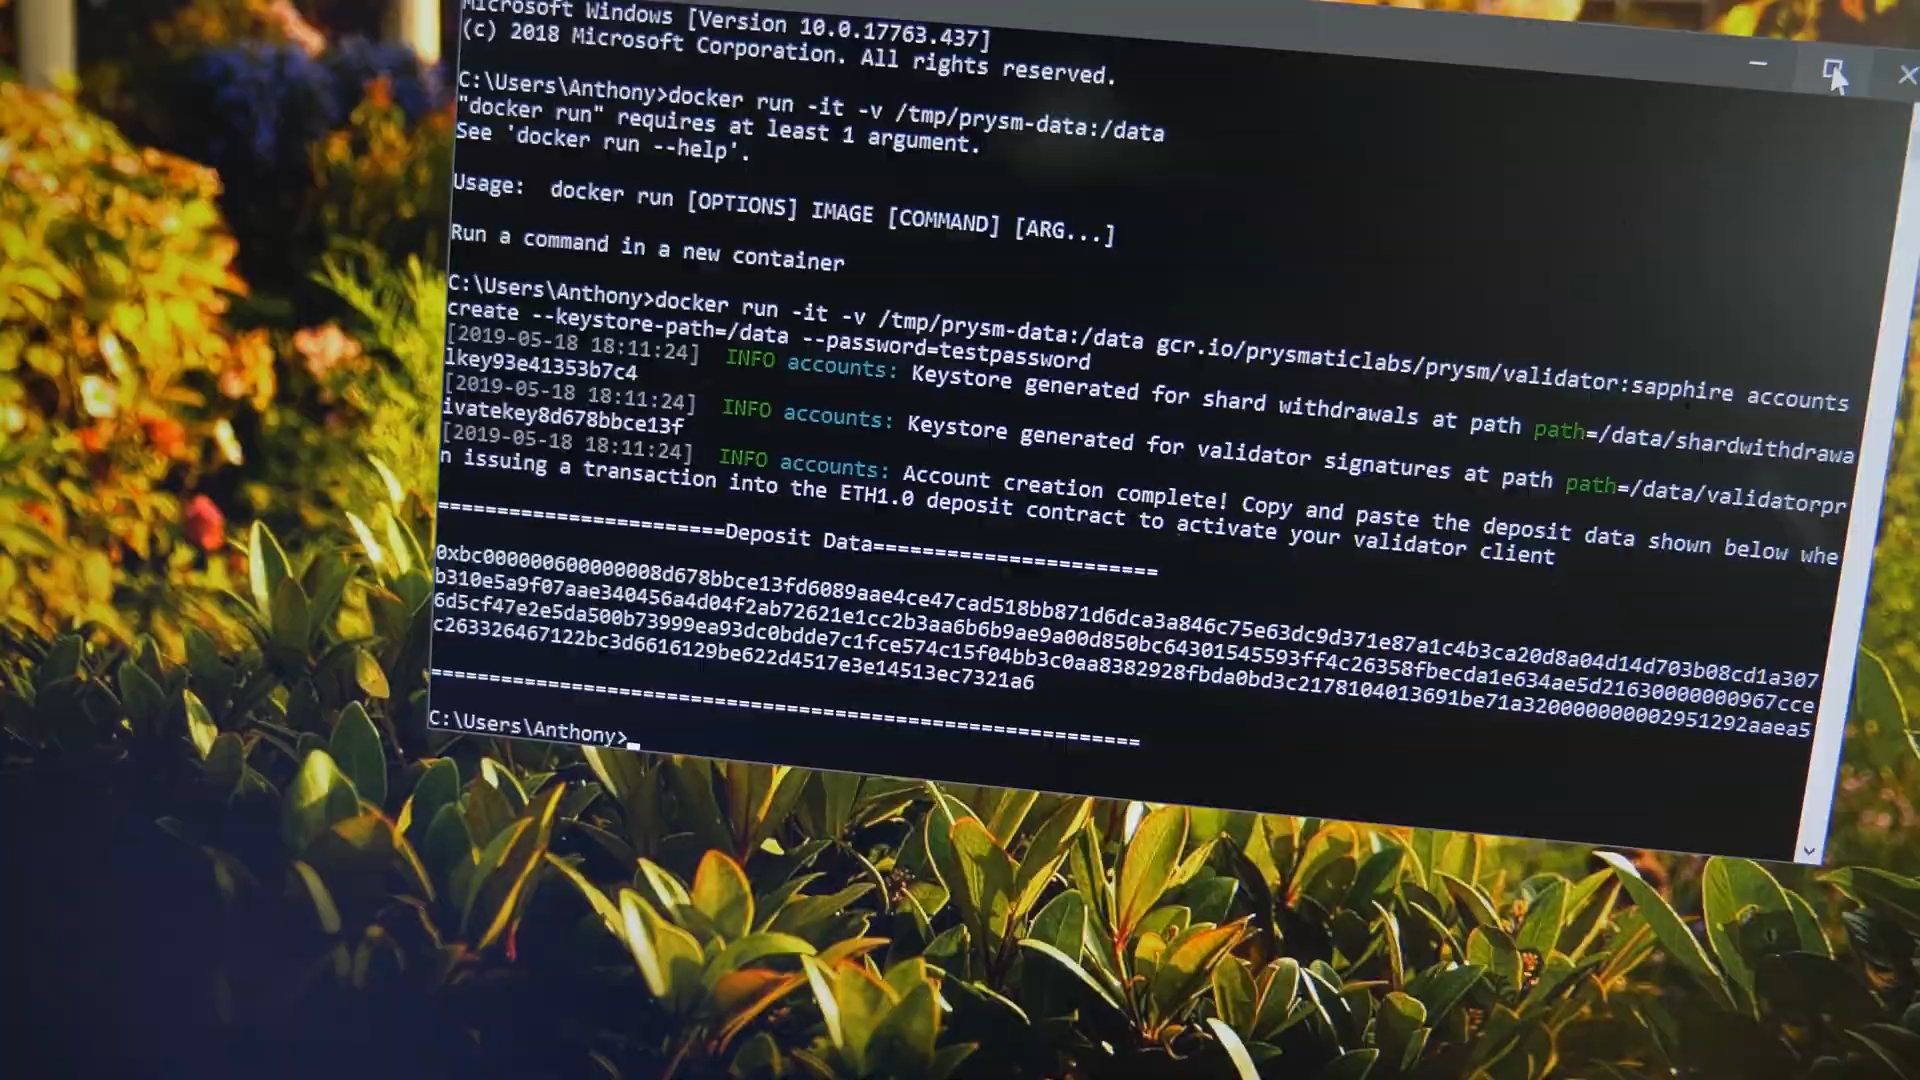 Microsoft Windows [Version 10.0.17763.437]
(c) 2018 Microsoft Corporation. All rights reserved.
C:\Users\Anthony>docker run -it -v /tmp/prysm-data:/data
"docker run" requires at least 1 argument.
See 'docker run --help'.
Usage:  docker run [OPTIONS] IMAGE [COMMAND] [ARG...]
Run a command in a new container
C:\Users\Anthony>docker run -it -v /tmp/prysm-data:/data gcr.io/prysmaticlabs/prysm/validator:sapphire accounts
create --keystore-path=/data --password=testpassword
[2019-05-18 18:11:24]  INFO accounts: Keystore generated for shard withdrawals at path path=/data/shardwithdrawa
lkey93e41353b7c4
[2019-05-18 18:11:24]  INFO accounts: Keystore generated for validator signatures at path path=/data/validatorpr
ivatekey8d678bbce13f
[2019-05-18 18:11:24]  INFO accounts: Account creation complete! Copy and paste the deposit data shown below whe
n issuing a transaction into the ETH1.0 deposit contract to activate your validator client
========================Deposit Data=======================
0xbc000000600000008d678bbce13fd6089aae4ce47cad518bb871d6dca3a846c75e63dc9d371e87a1c4b3ca20d8a04d14d703b08cd1a307
b310e5a9f07aae340456a4d04f2ab72621e1cc2b3aa6b6b9ae9a00d850bc64301545593ff4c26358fbecda1e634ae5d21630000000967cce
6d5cf47e2e5da500b73999ea93dc0bdde7c1fce574c15f04bb3c0aa8382928fbda0bd3c2178104013691be71a320000000002951292aaea5
c263326467122bc3d6616129be622d4517e3e14513ec7321a6
===========================================================
C:\Users\Anthony>